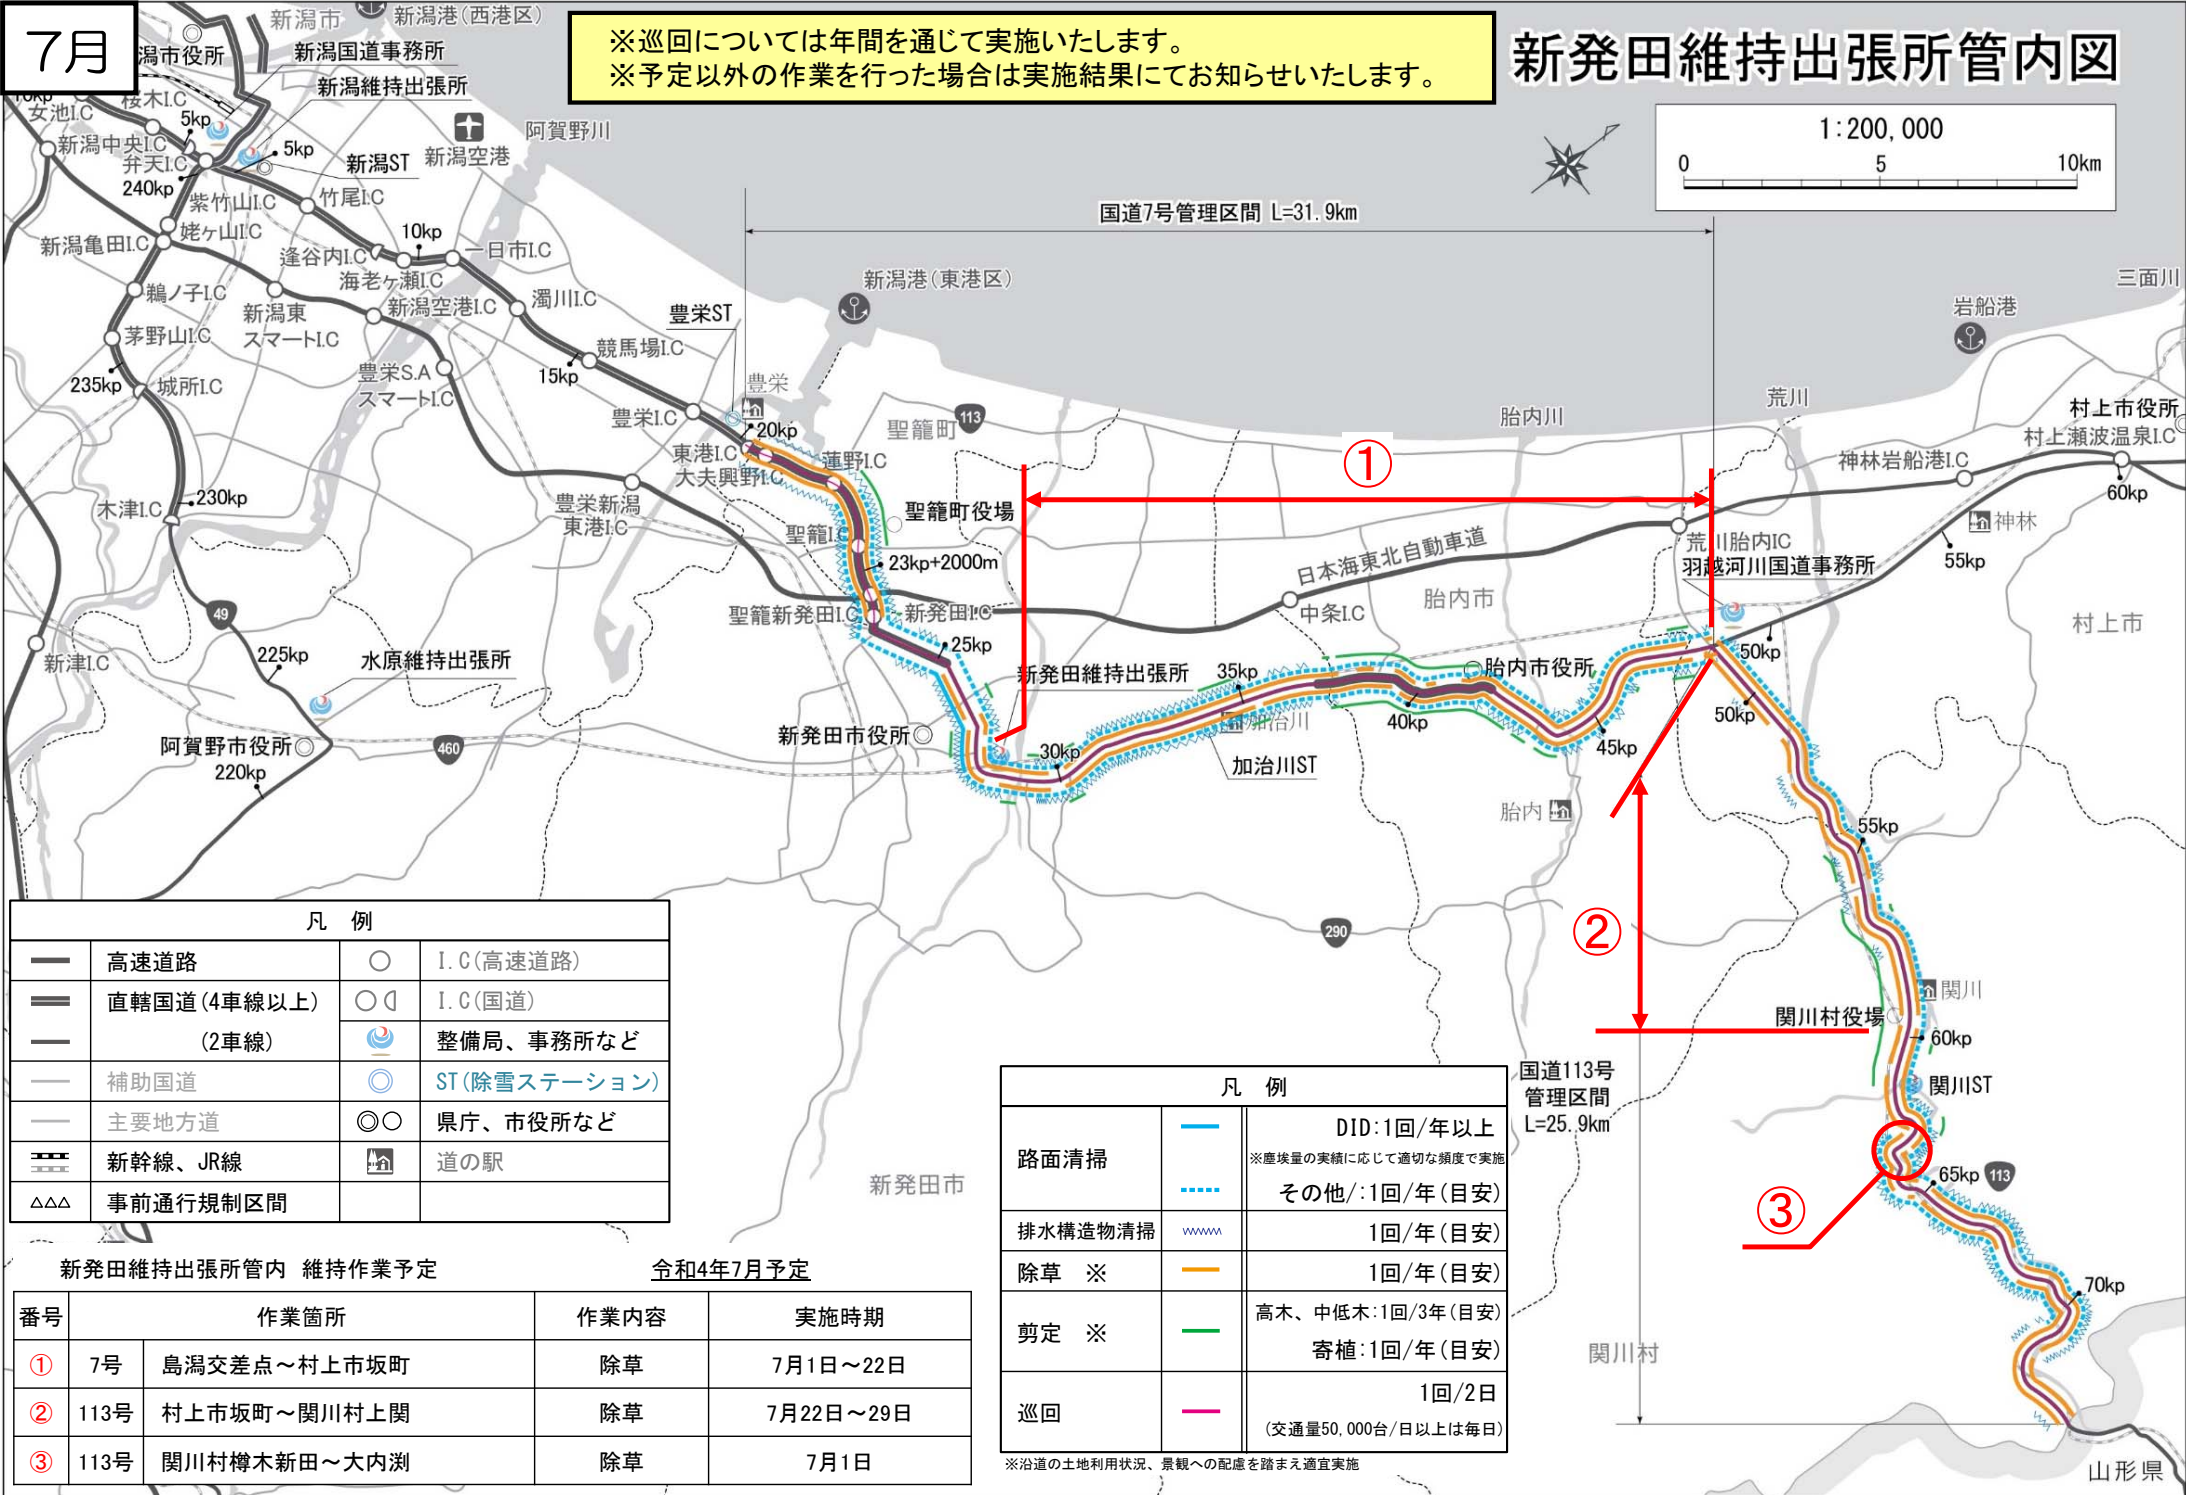 7月
※巡回については年間を通じて実施いたします。
※予定以外の作業を行った場合は実施結果にてお知らせいたします。
新発田維持出張所管内図
1:200,000
0 5 10km
新潟市
新潟港(西港区)
潟市役所
新潟国道事務所
新潟維持出張所
10kp
桜木I.C
女池I.C
5kp
新潟中央I.C
弁天I.C
5kp
新潟ST
新潟空港
阿賀野川
240kp
紫竹山I.C
竹尾I.C
姥ヶ山I.C
新潟亀田I.C
10kp
逢谷内I.C
一日市I.C
海老ヶ瀬I.C
鵜ノ子I.C
新潟東
スマートI.C
新潟空港I.C
濁川I.C
茅野山I.C
競馬場I.C
15kp
235kp
城所I.C
豊栄S.A
スマートI.C
豊栄ST
豊栄
豊栄I.C
20kp
東港I.C
大夫興野I.C
蓮野I.C
国道7号管理区間 L=31.9km
新潟港(東港区)
三面川
岩船港
荒川
胎内川
村上市役所
村上瀬波温泉I.C
神林岩船港I.C
60kp
神林
55kp
聖籠町
113
①
木津I.C
230kp
豊栄新潟
東港I.C
聖籠町役場
聖籠I.C
23kp+2000m
日本海東北自動車道
荒川胎内IC
羽越河川国道事務所
聖籠新発田I.C
新発田I.C
中条I.C
胎内市
村上市
49
新津I.C
225kp
水原維持出張所
25kp
新発田維持出張所
35kp
胎内市役所
50kp
新発田市役所
加治川
40kp
45kp
50kp
阿賀野市役所
220kp
460
30kp
加治川ST
胎内
55kp
290
②
関川
関川村役場
60kp
関川ST
国道113号
管理区間
L=25.9km
65kp
113
③
70kp
新発田市
関川村
山形県
凡 例
高速道路 I.C(高速道路)
直轄国道(4車線以上) I.C(国道)
(2車線) 整備局、事務所など
補助国道 ST(除雪ステーション)
主要地方道 県庁、市役所など
新幹線、JR線 道の駅
事前通行規制区間
凡 例
路面清掃 DID:1回/年以上
※塵埃量の実績に応じて適切な頻度で実施
その他/:1回/年(目安)
排水構造物清掃 1回/年(目安)
除草 ※ 1回/年(目安)
剪定 ※ 高木、中低木:1回/3年(目安)
寄植:1回/年(目安)
巡回 1回/2日
(交通量50,000台/日以上は毎日)
※沿道の土地利用状況、景観への配慮を踏まえ適宜実施
新発田維持出張所管内 維持作業予定 令和4年7月予定
番号 作業箇所 作業内容 実施時期
① 7号 島潟交差点～村上市坂町 除草 7月1日～22日
② 113号 村上市坂町～関川村上関 除草 7月22日～29日
③ 113号 関川村樽木新田～大内渕 除草 7月1日